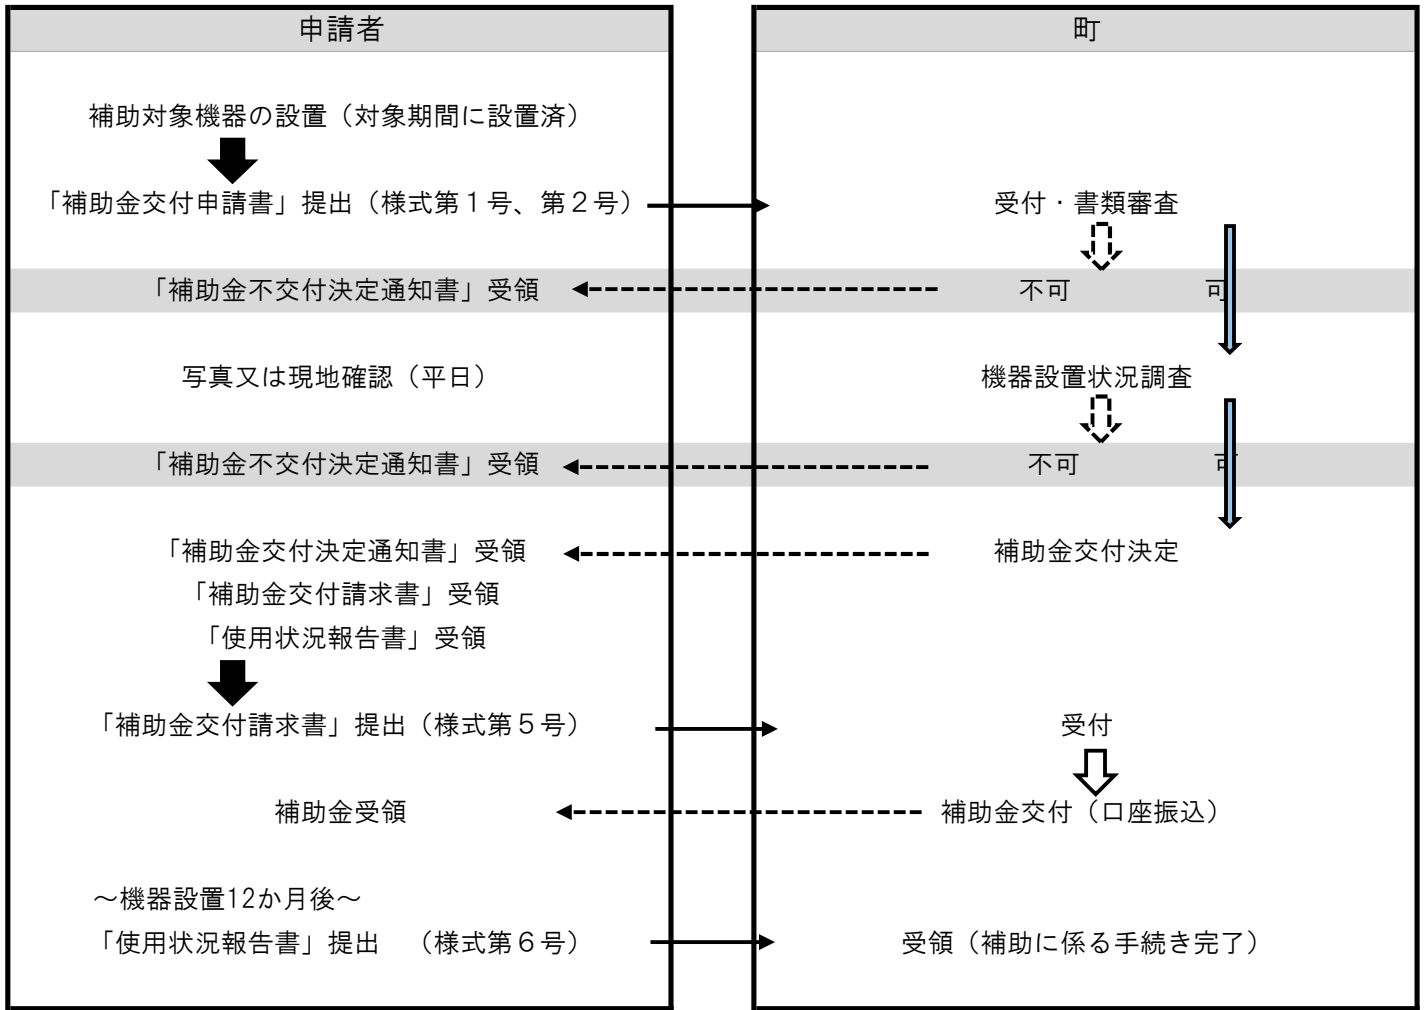 申請者
町
補助対象機器の設置（対象期間に設置済）
「補助金交付申請書」提出（様式第１号、第２号）
受付・書類審査
「補助金不交付決定通知書」受領
不可
可
写真又は現地確認（平日）
機器設置状況調査
「補助金不交付決定通知書」受領
不可
可
「補助金交付決定通知書」受領
補助金交付決定
「補助金交付請求書」受領
「使用状況報告書」受領
「補助金交付請求書」提出（様式第５号）
受付
補助金受領
補助金交付（口座振込）
～機器設置12か月後～
「使用状況報告書」提出　（様式第６号）
受領（補助に係る手続き完了）